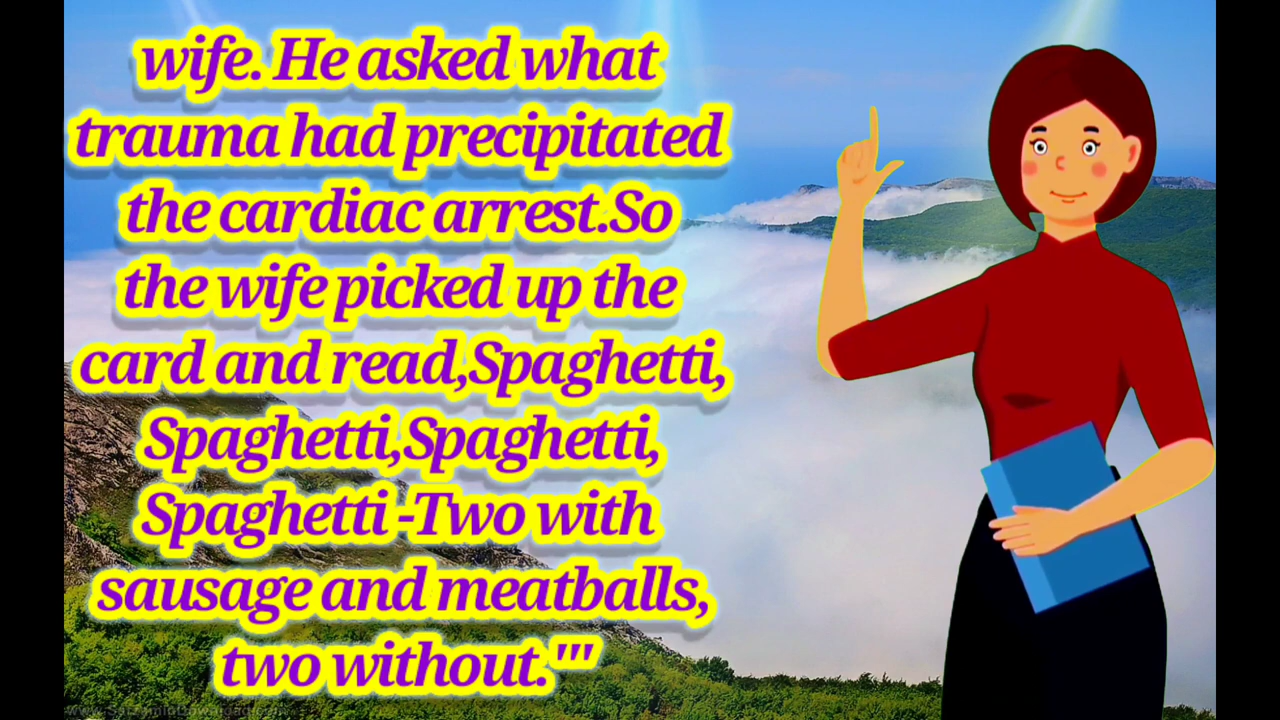 wife. He asked what
trauma had precipitated
the cardiac arrest.So
the wife picked up the
card and read,Spaghetti,
Spaghetti,Spaghetti,
Spaghetti -Two with
sausage and meatballs,
two without.'"